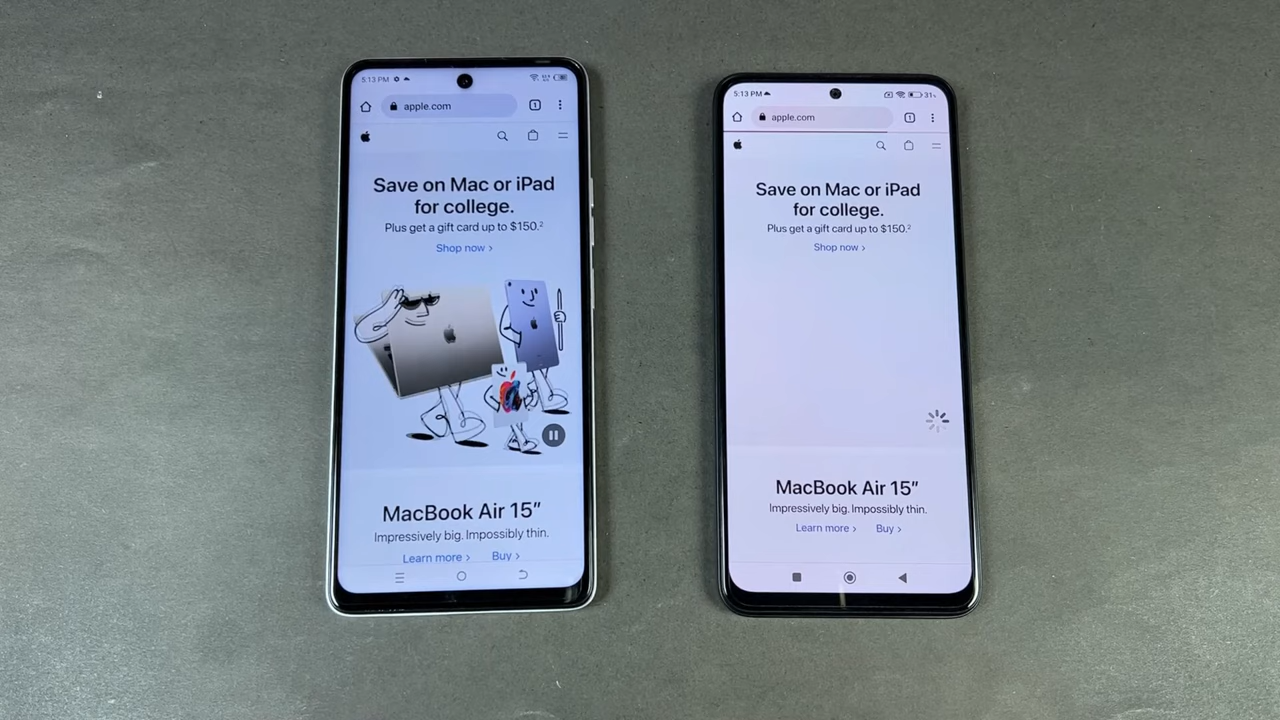 5:13 PM
apple.com
1
Save on Mac or iPad
for college.
Plus get a gift card up to $150.²
Shop now >
MacBook Air 15″
Impressively big. Impossibly thin.
Learn more >
Buy >
5:13 PM
31%
apple.com
1
Save on Mac or iPad
for college.
Plus get a gift card up to $150.²
Shop now >
MacBook Air 15″
Impressively big. Impossibly thin.
Learn more >
Buy >